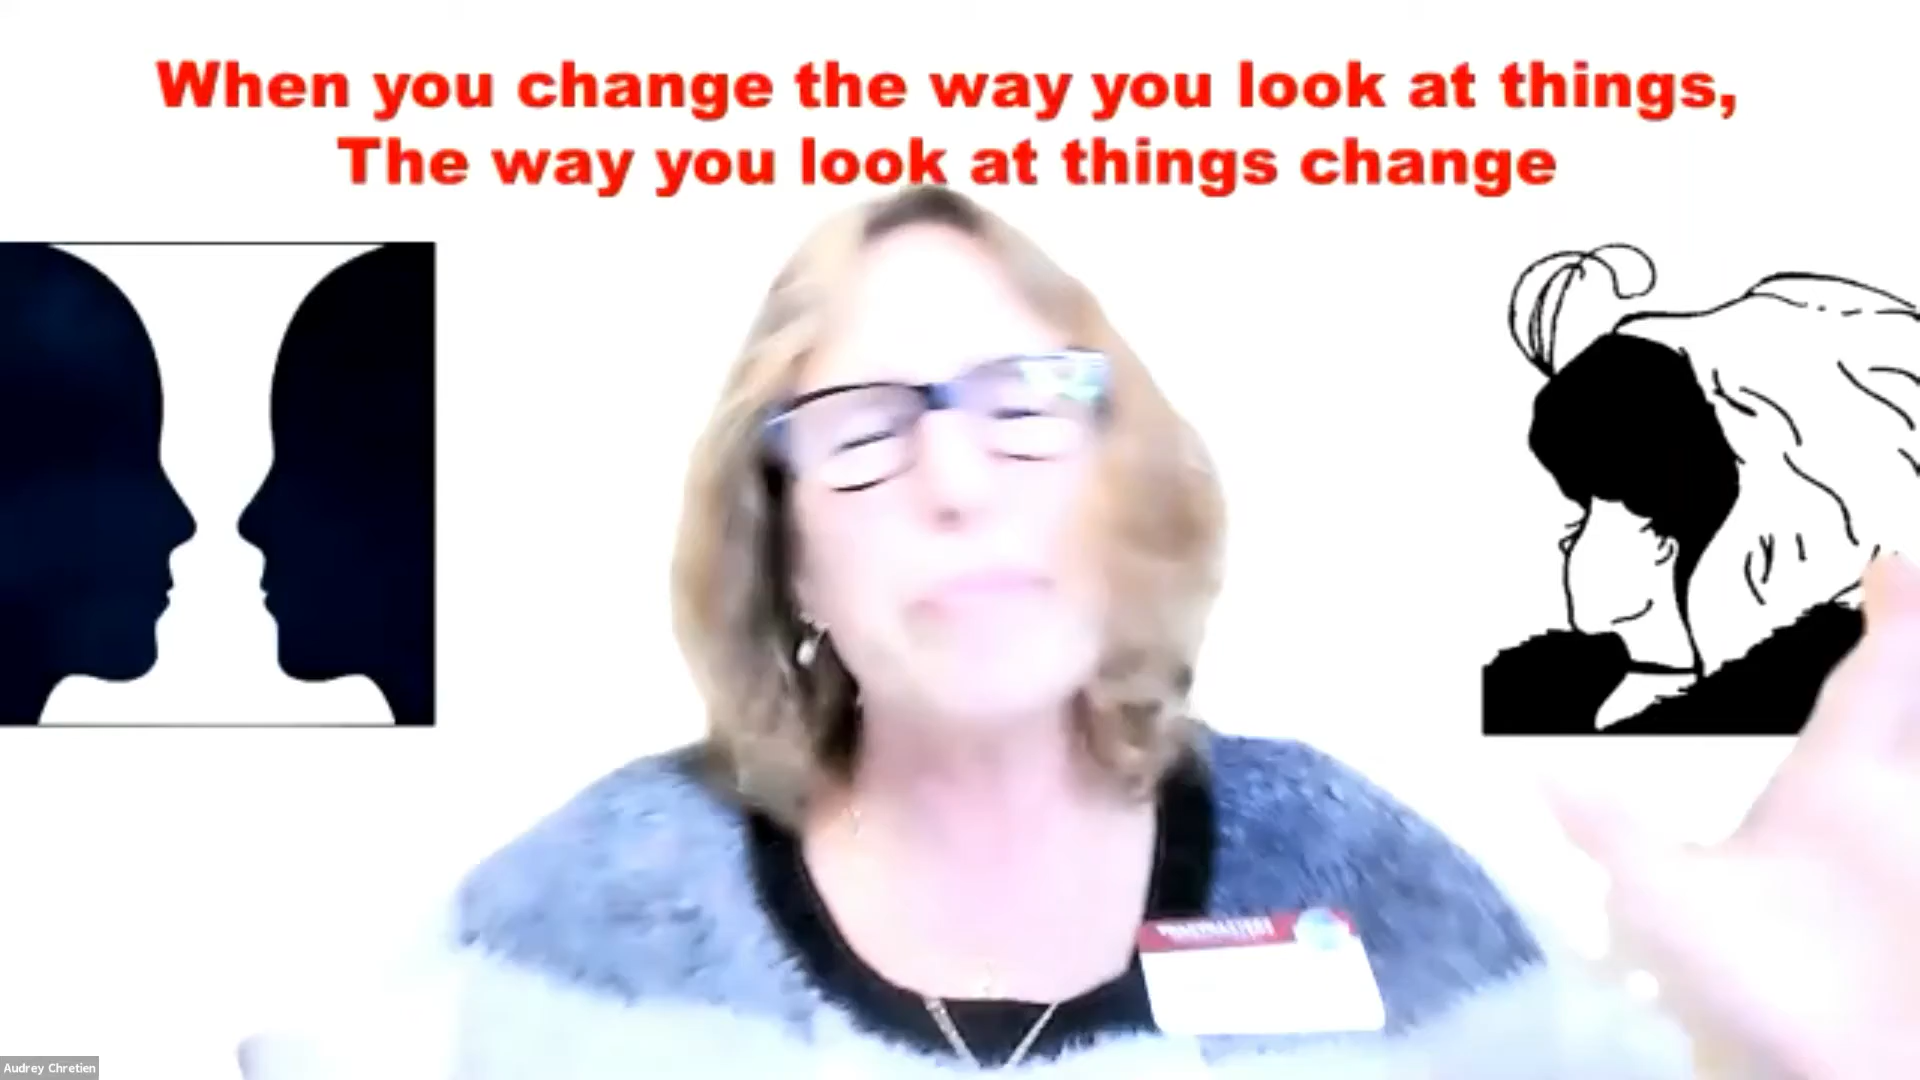 When you change the way you look at things,
The way you look at things change
Audrey Chretien